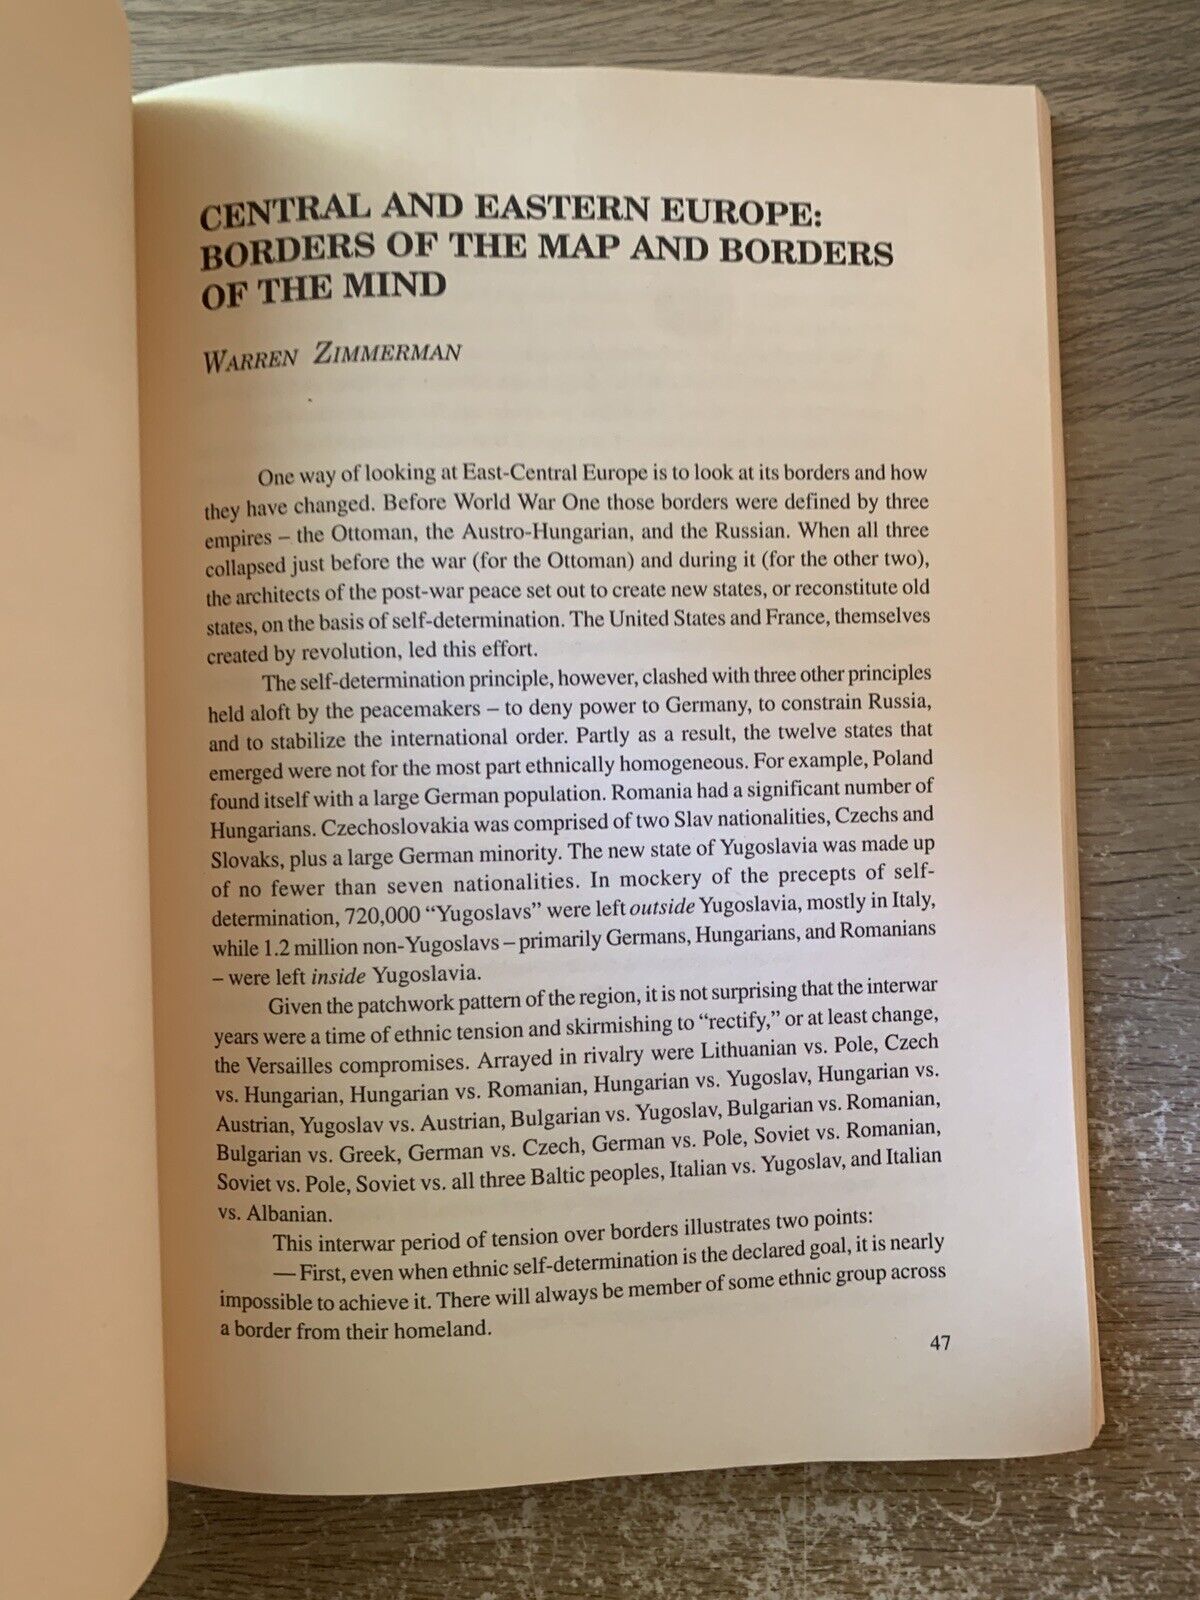 CENTRAL AND EASTERN EUROPE:
BORDERS OF THE MAP AND BORDERS
OF THE MIND
WARREN ZIMMERMAN
One way of looking at East-Central Europe is to look at its borders and how
they have changed. Before World War One those borders were defined by three
empires – the Ottoman, the Austro-Hungarian, and the Russian. When all three
collapsed just before the war (for the Ottoman) and during it (for the other two),
the architects of the post-war peace set out to create new states, or reconstitute old
states, on the basis of self-determination. The United States and France, themselves
created by revolution, led this effort.
The self-determination principle, however, clashed with three other principles
held aloft by the peacemakers – to deny power to Germany, to constrain Russia,
and to stabilize the international order. Partly as a result, the twelve states that
emerged were not for the most part ethnically homogeneous. For example, Poland
found itself with a large German population. Romania had a significant number of
Hungarians. Czechoslovakia was comprised of two Slav nationalities, Czechs and
Slovaks, plus a large German minority. The new state of Yugoslavia was made up
of no fewer than seven nationalities. In mockery of the precepts of self-
determination, 720,000 “Yugoslavs” were left outside Yugoslavia, mostly in Italy,
while 1.2 million non-Yugoslavs – primarily Germans, Hungarians, and Romanians
– were left inside Yugoslavia.
Given the patchwork pattern of the region, it is not surprising that the interwar
years were a time of ethnic tension and skirmishing to “rectify,” or at least change,
the Versailles compromises. Arrayed in rivalry were Lithuanian vs. Pole, Czech
vs. Hungarian, Hungarian vs. Romanian, Hungarian vs. Yugoslav, Hungarian vs.
Austrian, Yugoslav vs. Austrian, Bulgarian vs. Yugoslav, Bulgarian vs. Romanian,
Bulgarian vs. Greek, German vs. Czech, German vs. Pole, Soviet vs. Romanian,
Soviet vs. Pole, Soviet vs. all three Baltic peoples, Italian vs. Yugoslav, and Italian
vs. Albanian.
This interwar period of tension over borders illustrates two points:
— First, even when ethnic self-determination is the declared goal, it is nearly
impossible to achieve it. There will always be member of some ethnic group across
a border from their homeland.
47